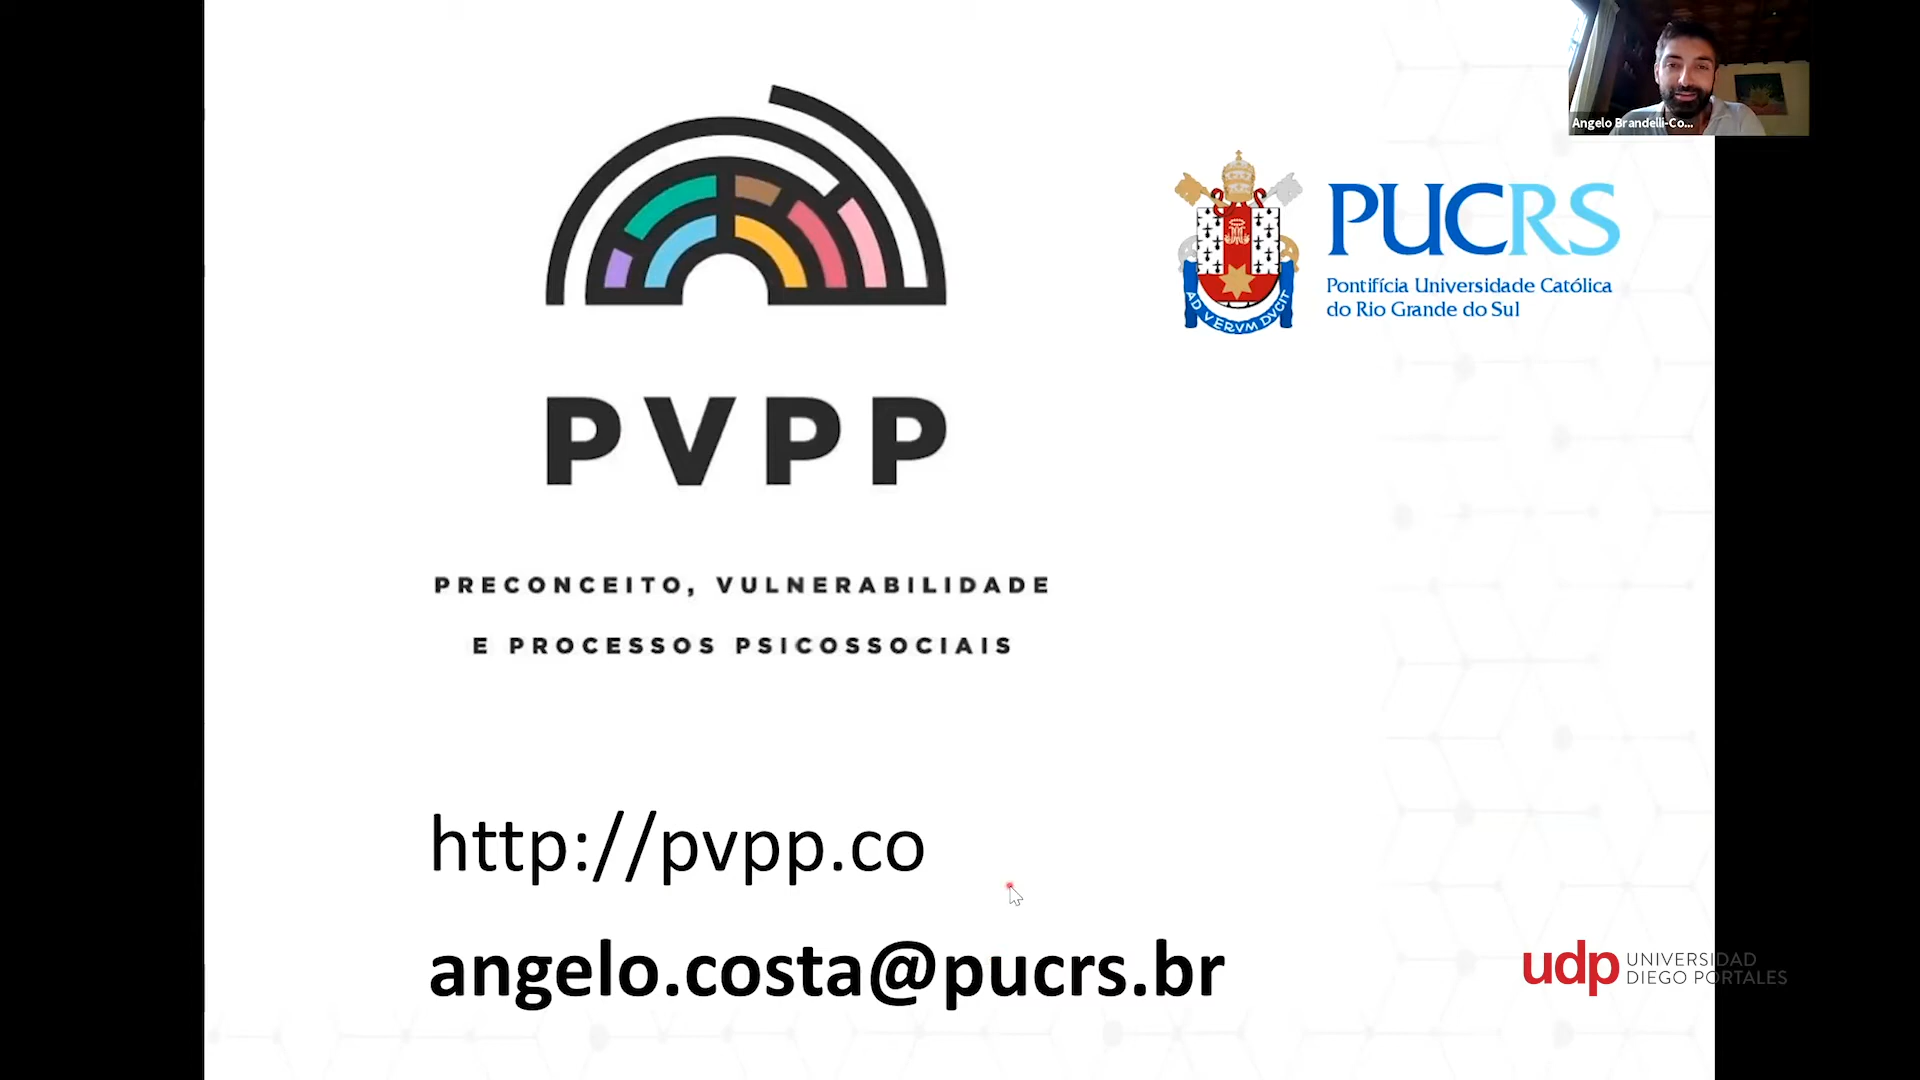 Angelo Brandelli-Co...
PUCRS
Pontifícia Universidade Católica
do Rio Grande do Sul
AD VERVM DVCIT
PVPP
PRECONCEITO, VULNERABILIDADE
E PROCESSOS PSICOSSOCIAIS
http://pvpp.co
angelo.costa@pucrs.br
udp UNIVERSIDAD
DIEGO PORTALES